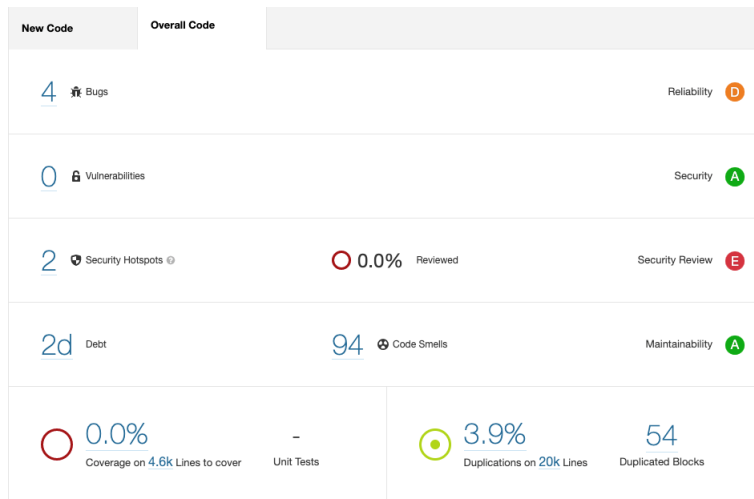 New Code
Overall Code
4 Bugs
Reliability D
0 Vulnerabilities
Security A
2 Security Hotspots ?
0.0% Reviewed
Security Review E
2d Debt
94 Code Smells
Maintainability A
0.0%
Coverage on 4.6k Lines to cover
-
Unit Tests
3.9%
Duplications on 20k Lines
54
Duplicated Blocks